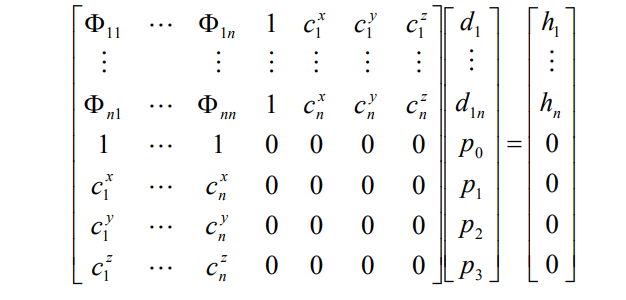 [ Φ₁₁ ⋯ Φ₁ₙ 1 c₁ˣ c₁ʸ c₁ᶻ ] [ d₁ ] [ h₁ ]
⋮ ⋮ ⋮ ⋮ ⋮ ⋮ ⋮ ⋮
Φₙ₁ ⋯ Φₙₙ 1 cₙˣ cₙʸ cₙᶻ d₁ₙ hₙ
1 ⋯ 1 0 0 0 0 p₀ = 0
c₁ˣ ⋯ cₙˣ 0 0 0 0 p₁ 0
c₁ʸ ⋯ cₙʸ 0 0 0 0 p₂ 0
c₁ᶻ ⋯ cₙᶻ 0 0 0 0 p₃ 0